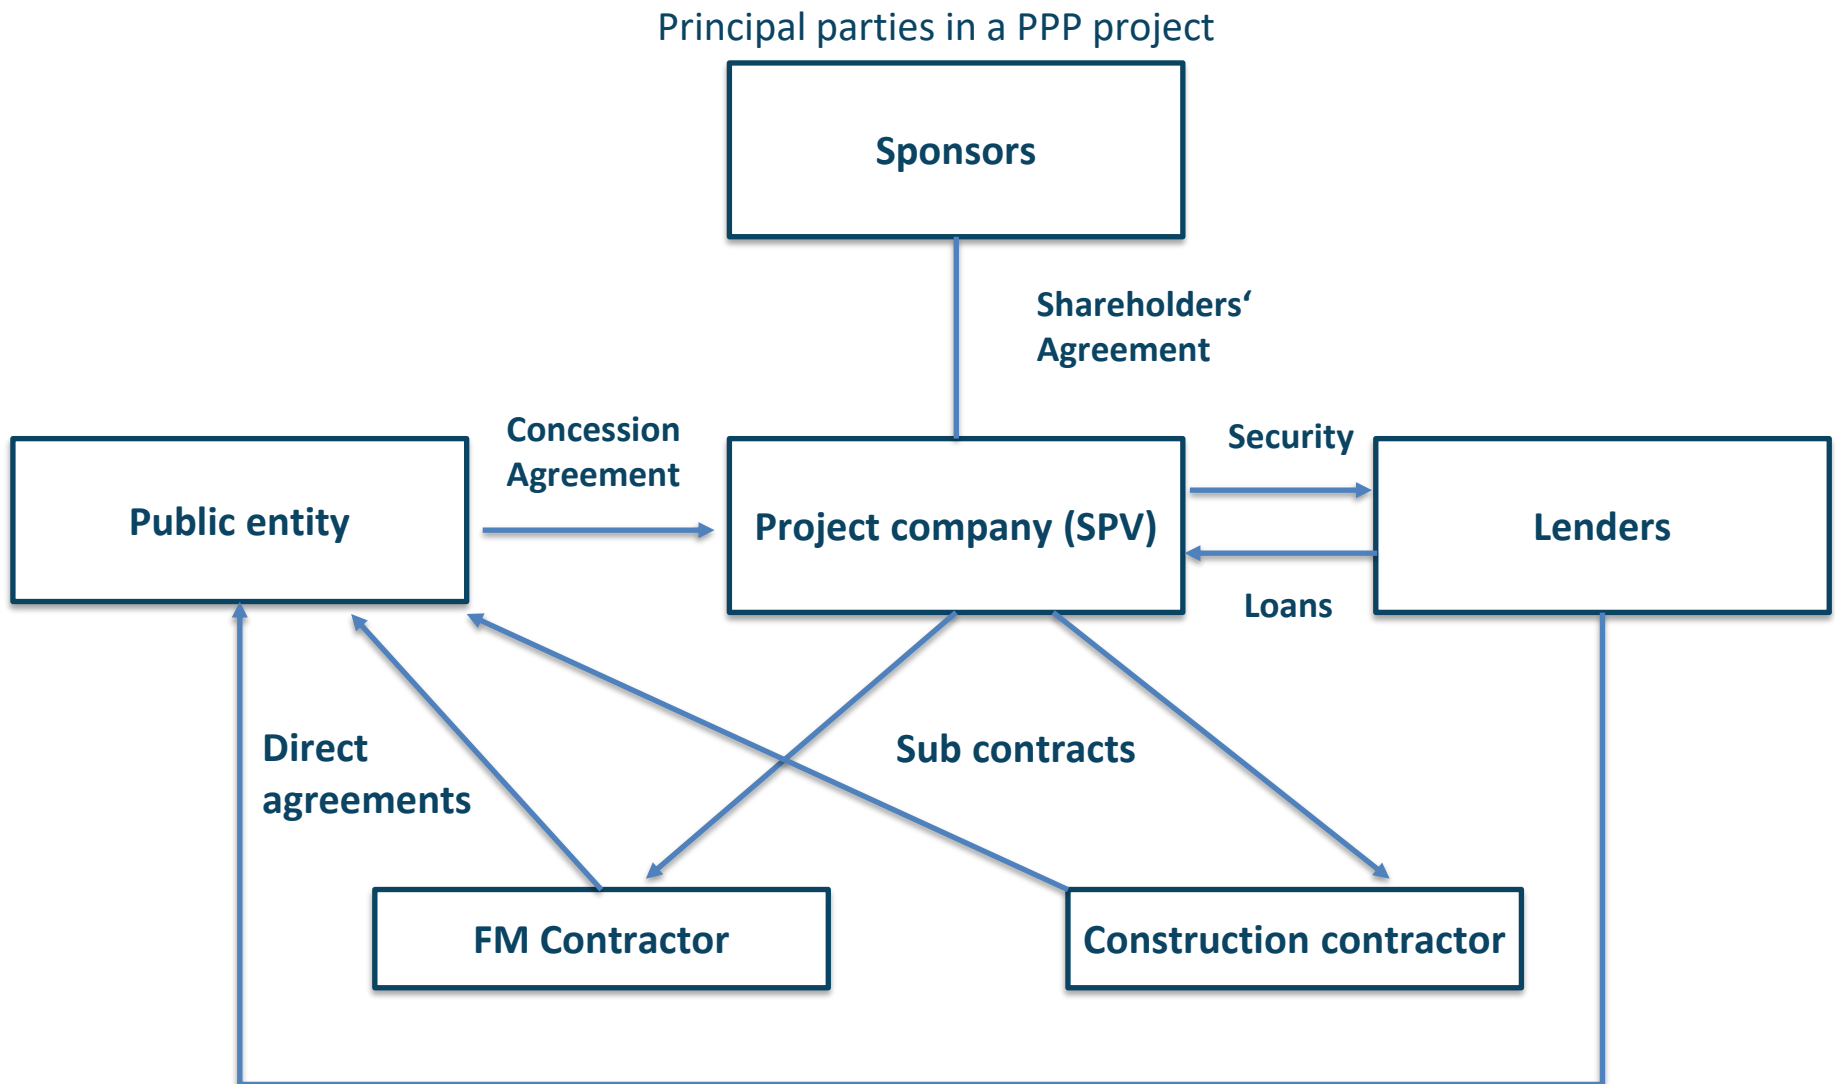 Principal parties in a PPP project
Sponsors
Shareholders‘
Agreement
Concession
Agreement
Security
Public entity
Project company (SPV)
Lenders
Loans
Direct
agreements
Sub contracts
FM Contractor
Construction contractor